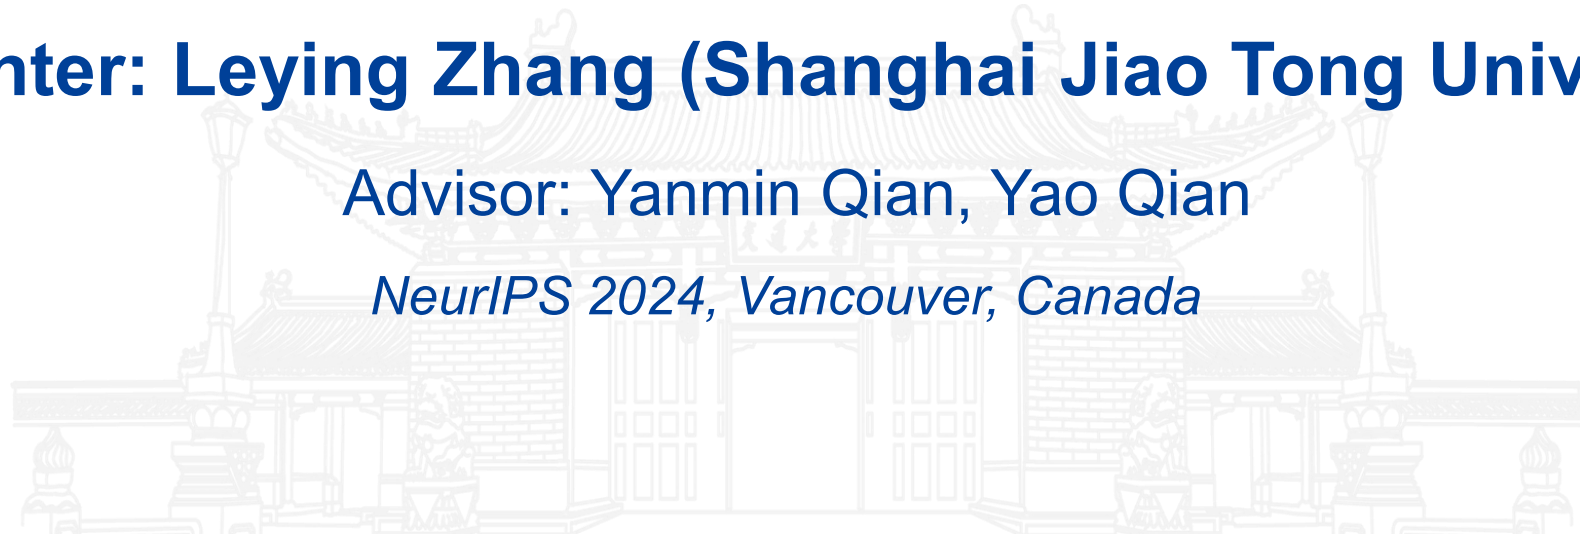 nter: Leying Zhang (Shanghai Jiao Tong Univ
Advisor: Yanmin Qian, Yao Qian
NeurIPS 2024, Vancouver, Canada